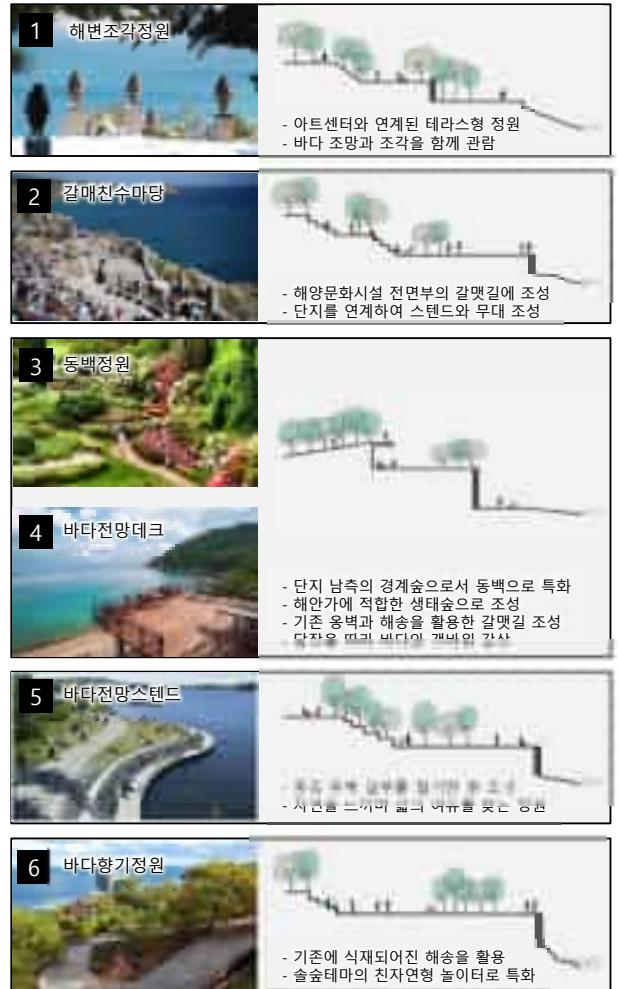 1 해변조각정원
- 아트센터와 연계된 테라스형 정원
- 바다 조망과 조각을 함께 관람
2 갈매친수마당
- 해양문화시설 전면부의 갈맷길에 조성
- 단지를 연계하여 스텐드와 무대 조성
3 동백정원
4 바다전망데크
- 단지 남측의 경계숲으로서 동백으로 특화
- 해안가에 적합한 생태숲으로 조성
- 기존 옹벽과 해송을 활용한 갈맷길 조성
5 바다전망스텐드
6 바다향기정원
- 기존에 식재되어진 해송을 활용
- 솔숲테마의 친자연형 놀이터로 특화